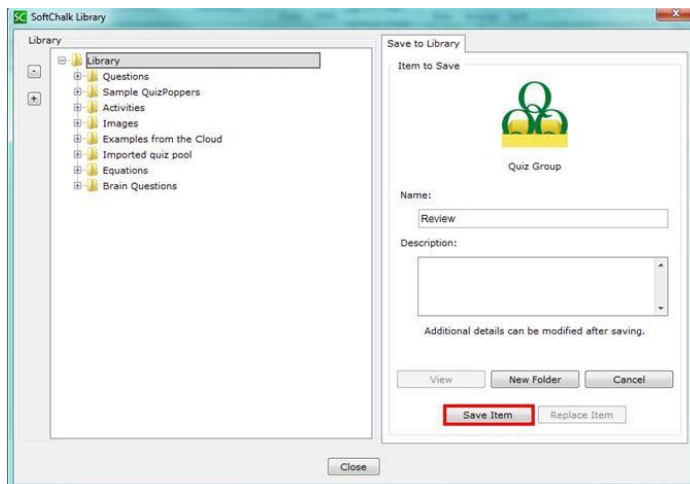 SoftChalk Library
Library
Library
Questions
Sample QuizPoppers
Activities
Images
Examples from the Cloud
Imported quiz pool
Equations
Brain Questions
Save to Library
Item to Save
Quiz Group
Name:
Review
Description:
Additional details can be modified after saving.
View New Folder Cancel
Save Item Replace Item
Close